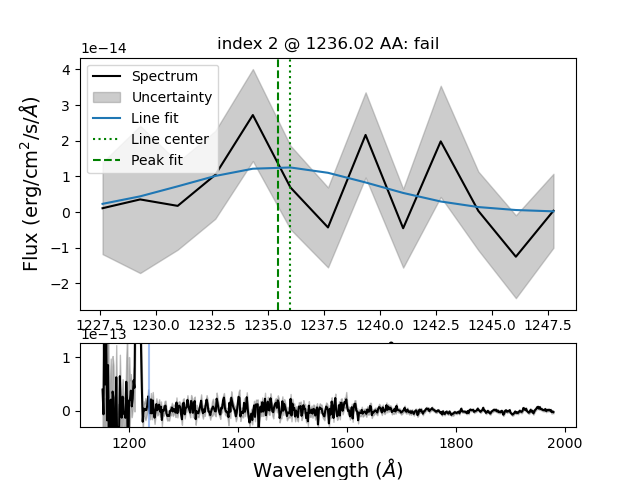 index 2 @ 1236.02 AA: fail
1e−14
Spectrum
Uncertainty
Line fit
Line center
Peak fit
4
3
2
1
0
−1
−2
Flux (erg/cm²/s/Å)
1227.5 1230.0 1232.5 1235.0 1237.5 1240.0 1242.5 1245.0 1247.5
1e−13
1
0
1200 1400 1600 1800 2000
Wavelength (Å)